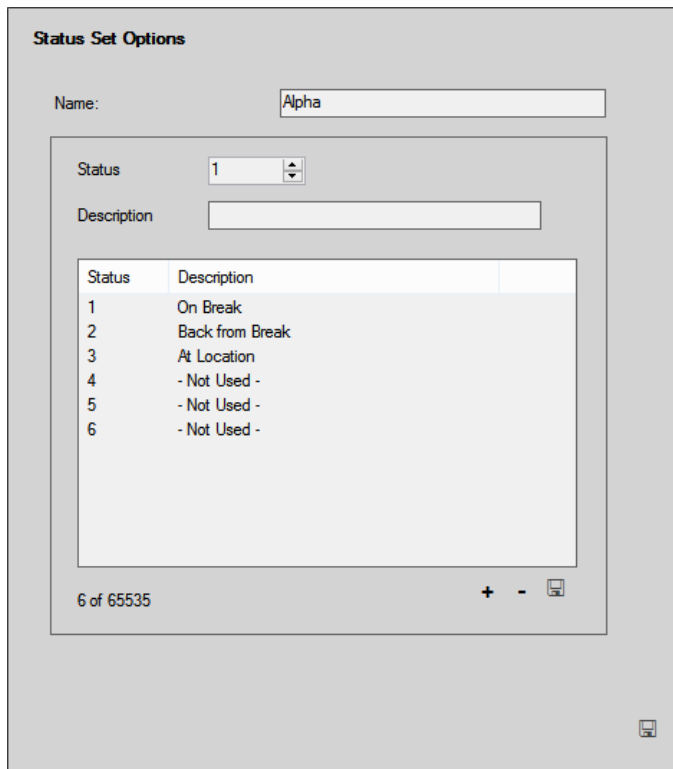 Status Set Options
Name: Alpha
Status 1
Description
Status Description
1 On Break
2 Back from Break
3 At Location
4 - Not Used -
5 - Not Used -
6 - Not Used -
6 of 65535 + -